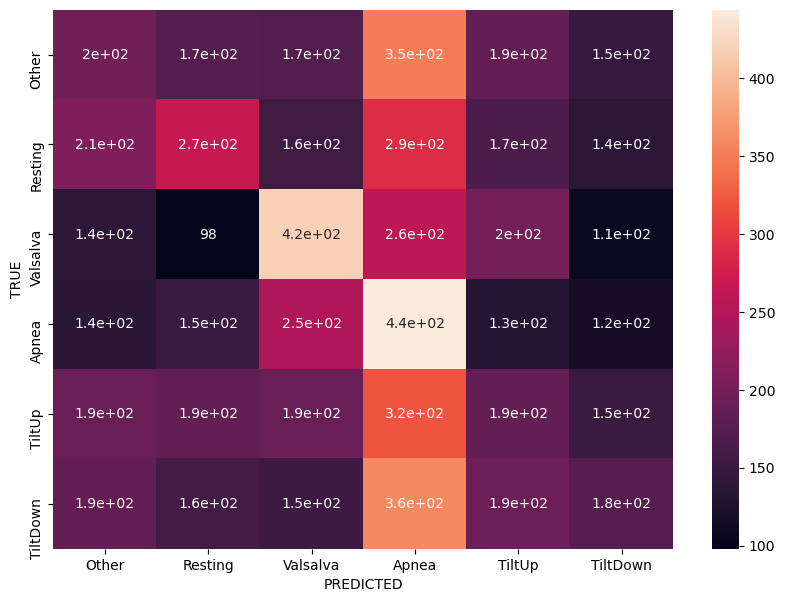 Other 2e+02 1.7e+02 1.7e+02 3.5e+02 1.9e+02 1.5e+02
Resting 2.1e+02 2.7e+02 1.6e+02 2.9e+02 1.7e+02 1.4e+02
Valsalva 1.4e+02 98 4.2e+02 2.6e+02 2e+02 1.1e+02
Apnea 1.4e+02 1.5e+02 2.5e+02 4.4e+02 1.3e+02 1.2e+02
TiltUp 1.9e+02 1.9e+02 1.9e+02 3.2e+02 1.9e+02 1.5e+02
TiltDown 1.9e+02 1.6e+02 1.5e+02 3.6e+02 1.9e+02 1.8e+02
TRUE
Other Resting Valsalva Apnea TiltUp TiltDown
PREDICTED
400
350
300
250
200
150
100